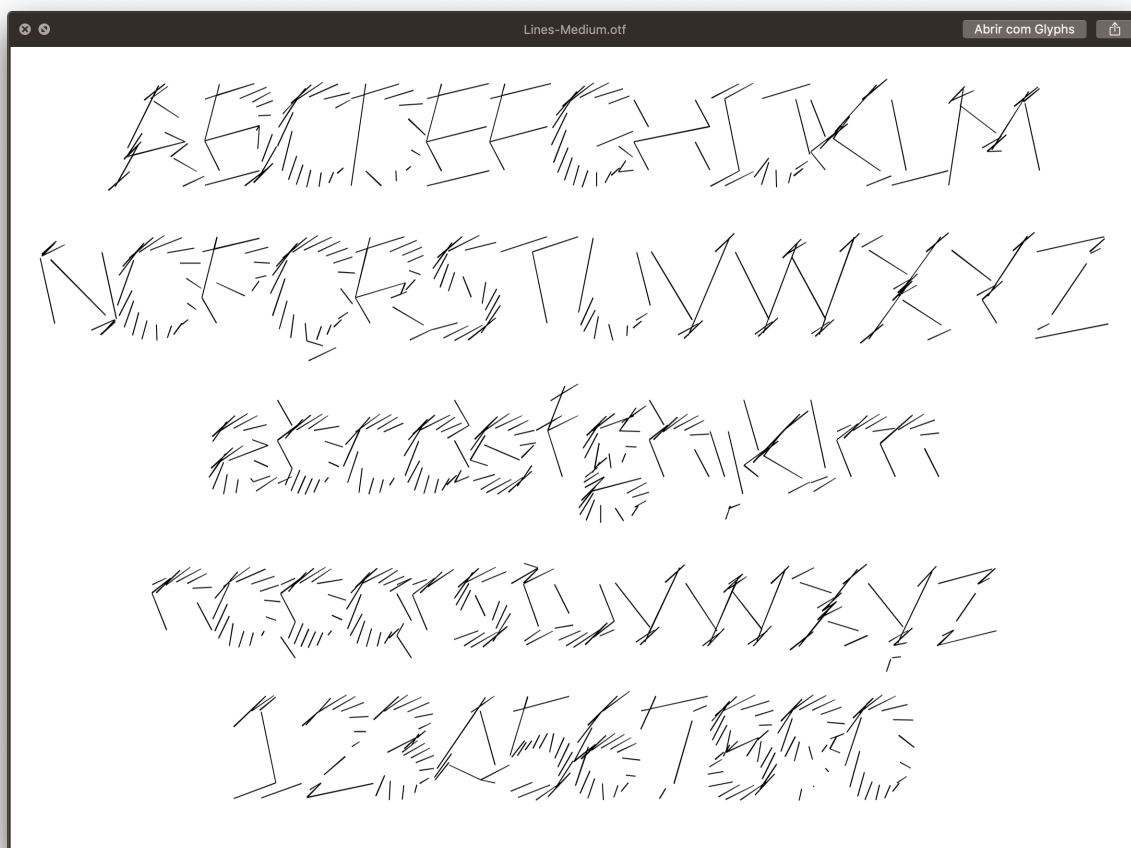 Lines-Medium.otf
Abrir com Glyphs
ABCDEFGHIJKLM
NOPQRSTUVWXYZ
abcdefghijklm
nopqrstuvwxyz
1234567890